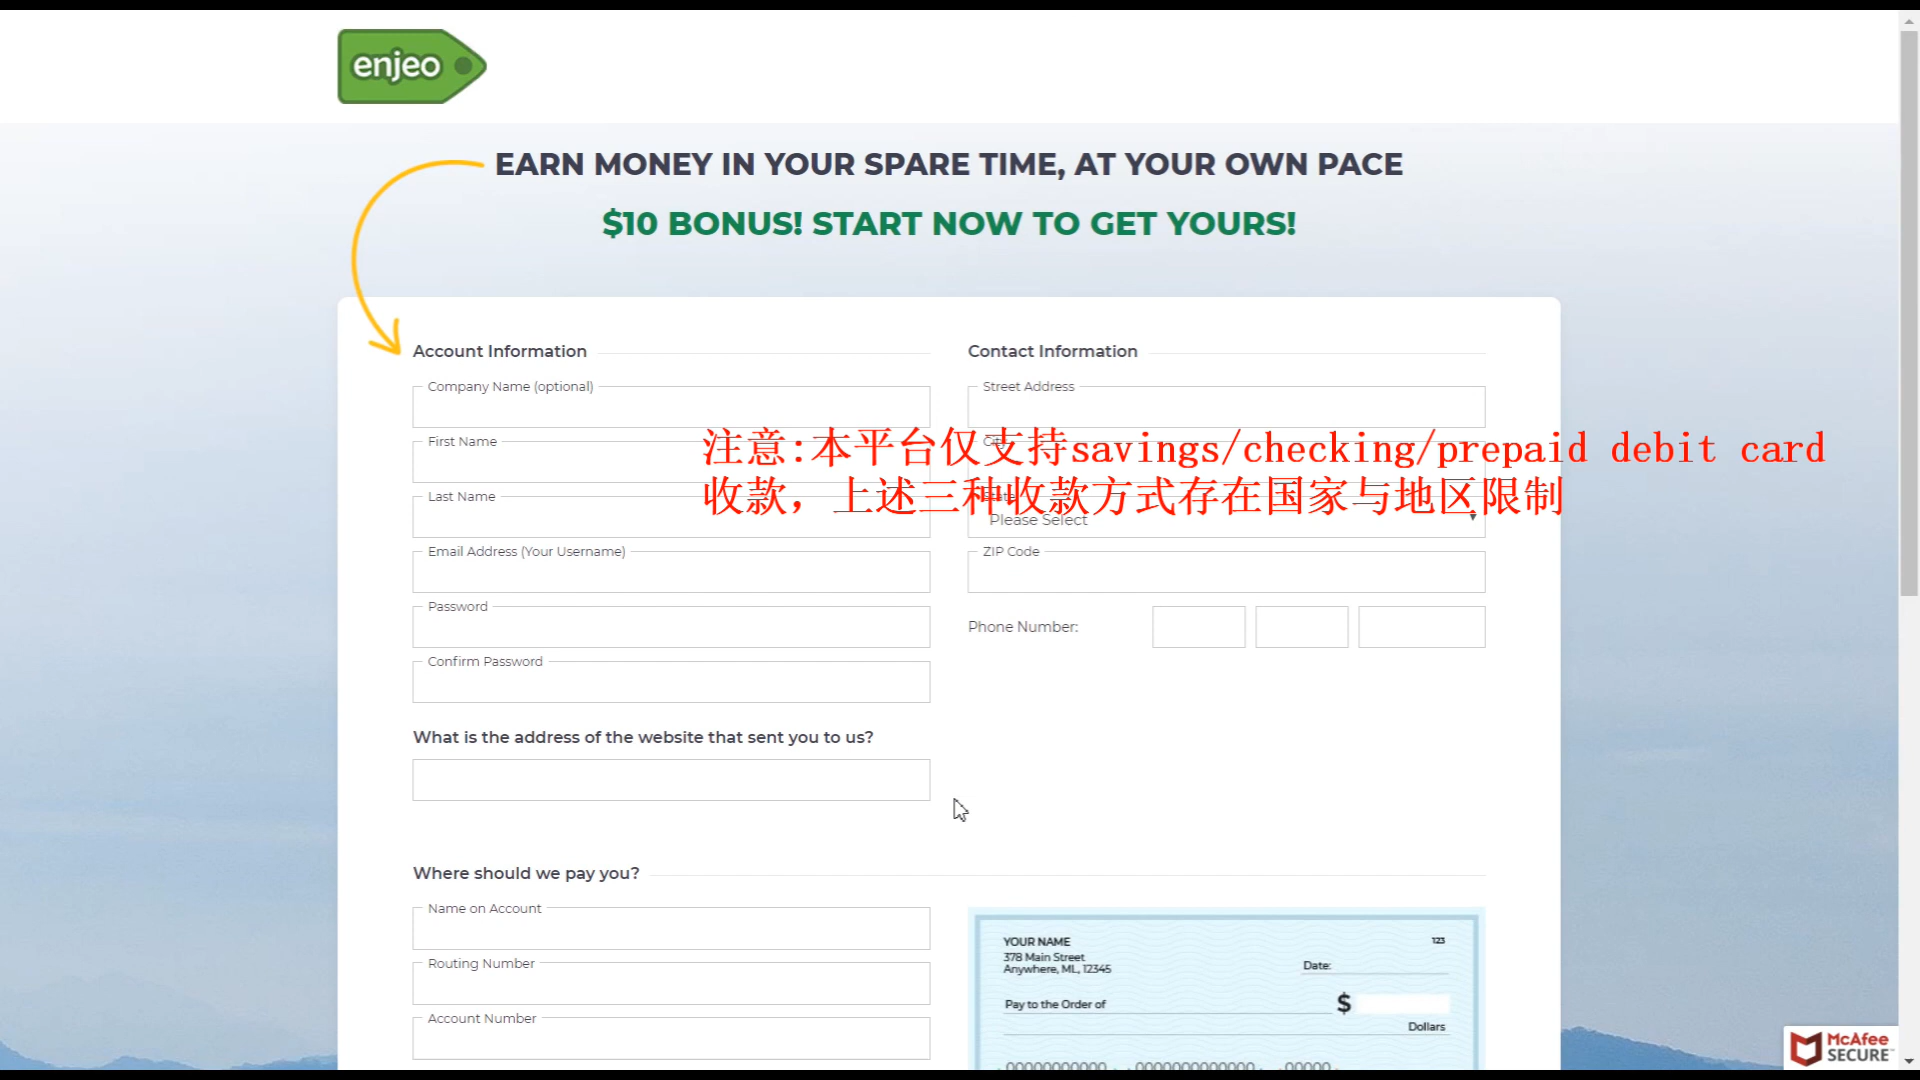 enjeo
EARN MONEY IN YOUR SPARE TIME, AT YOUR OWN PACE
$10 BONUS! START NOW TO GET YOURS!
Account Information
Company Name (optional)
First Name
Last Name
Email Address (Your Username)
Password
Confirm Password
What is the address of the website that sent you to us?
Contact Information
Street Address
City
State
Please Select
ZIP Code
Phone Number:
注意:本平台仅支持savings/checking/prepaid debit card
收款，上述三种收款方式存在国家与地区限制
Where should we pay you?
Name on Account
Routing Number
Account Number
YOUR NAME
123
378 Main Street
Anywhere, ML, 12345
Date:
Pay to the Order of
$
Dollars
McAfee
SECURE